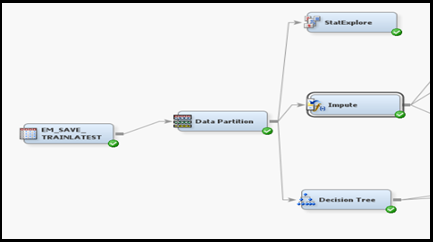 StatExplore
EM_SAVE_
TRAINLATEST
Data Partition
Impute
Decision Tree